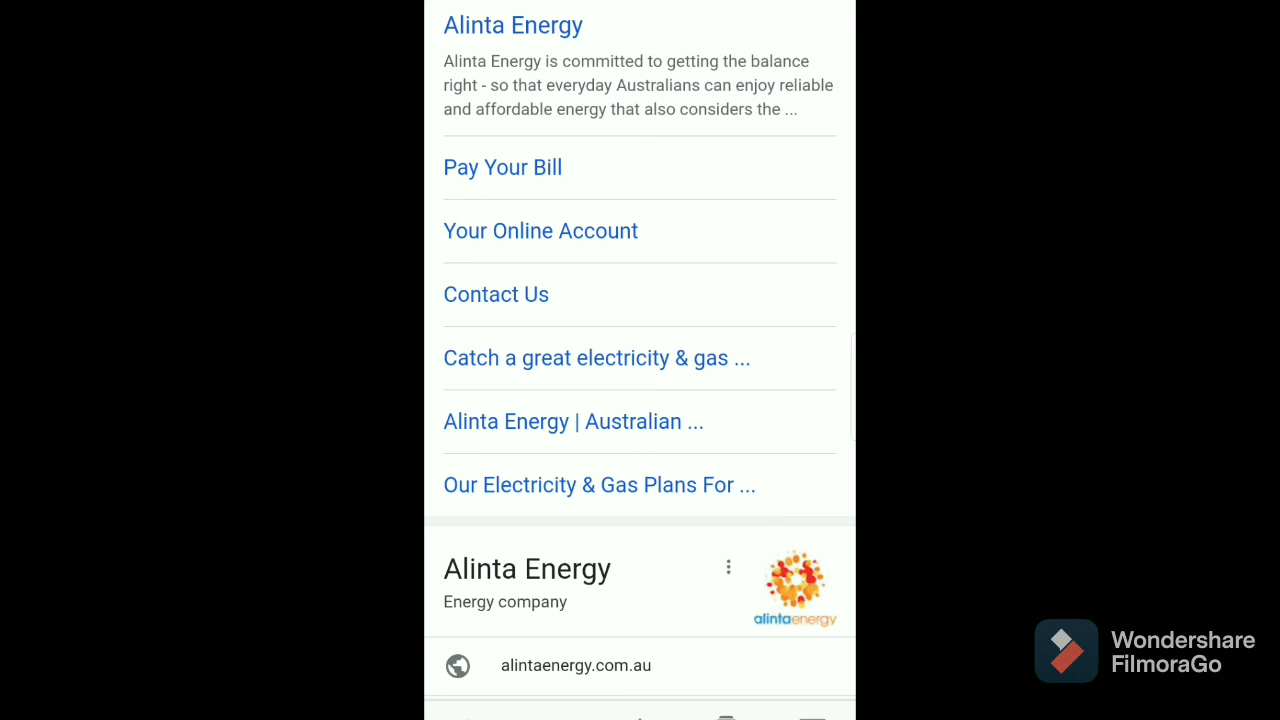 Alinta Energy
Alinta Energy is committed to getting the balance
right - so that everyday Australians can enjoy reliable
and affordable energy that also considers the ...
Pay Your Bill
Your Online Account
Contact Us
Catch a great electricity & gas ...
Alinta Energy | Australian ...
Our Electricity & Gas Plans For ...
Alinta Energy
Energy company
alintaenergy
alintaenergy.com.au
Wondershare
FilmoraGo